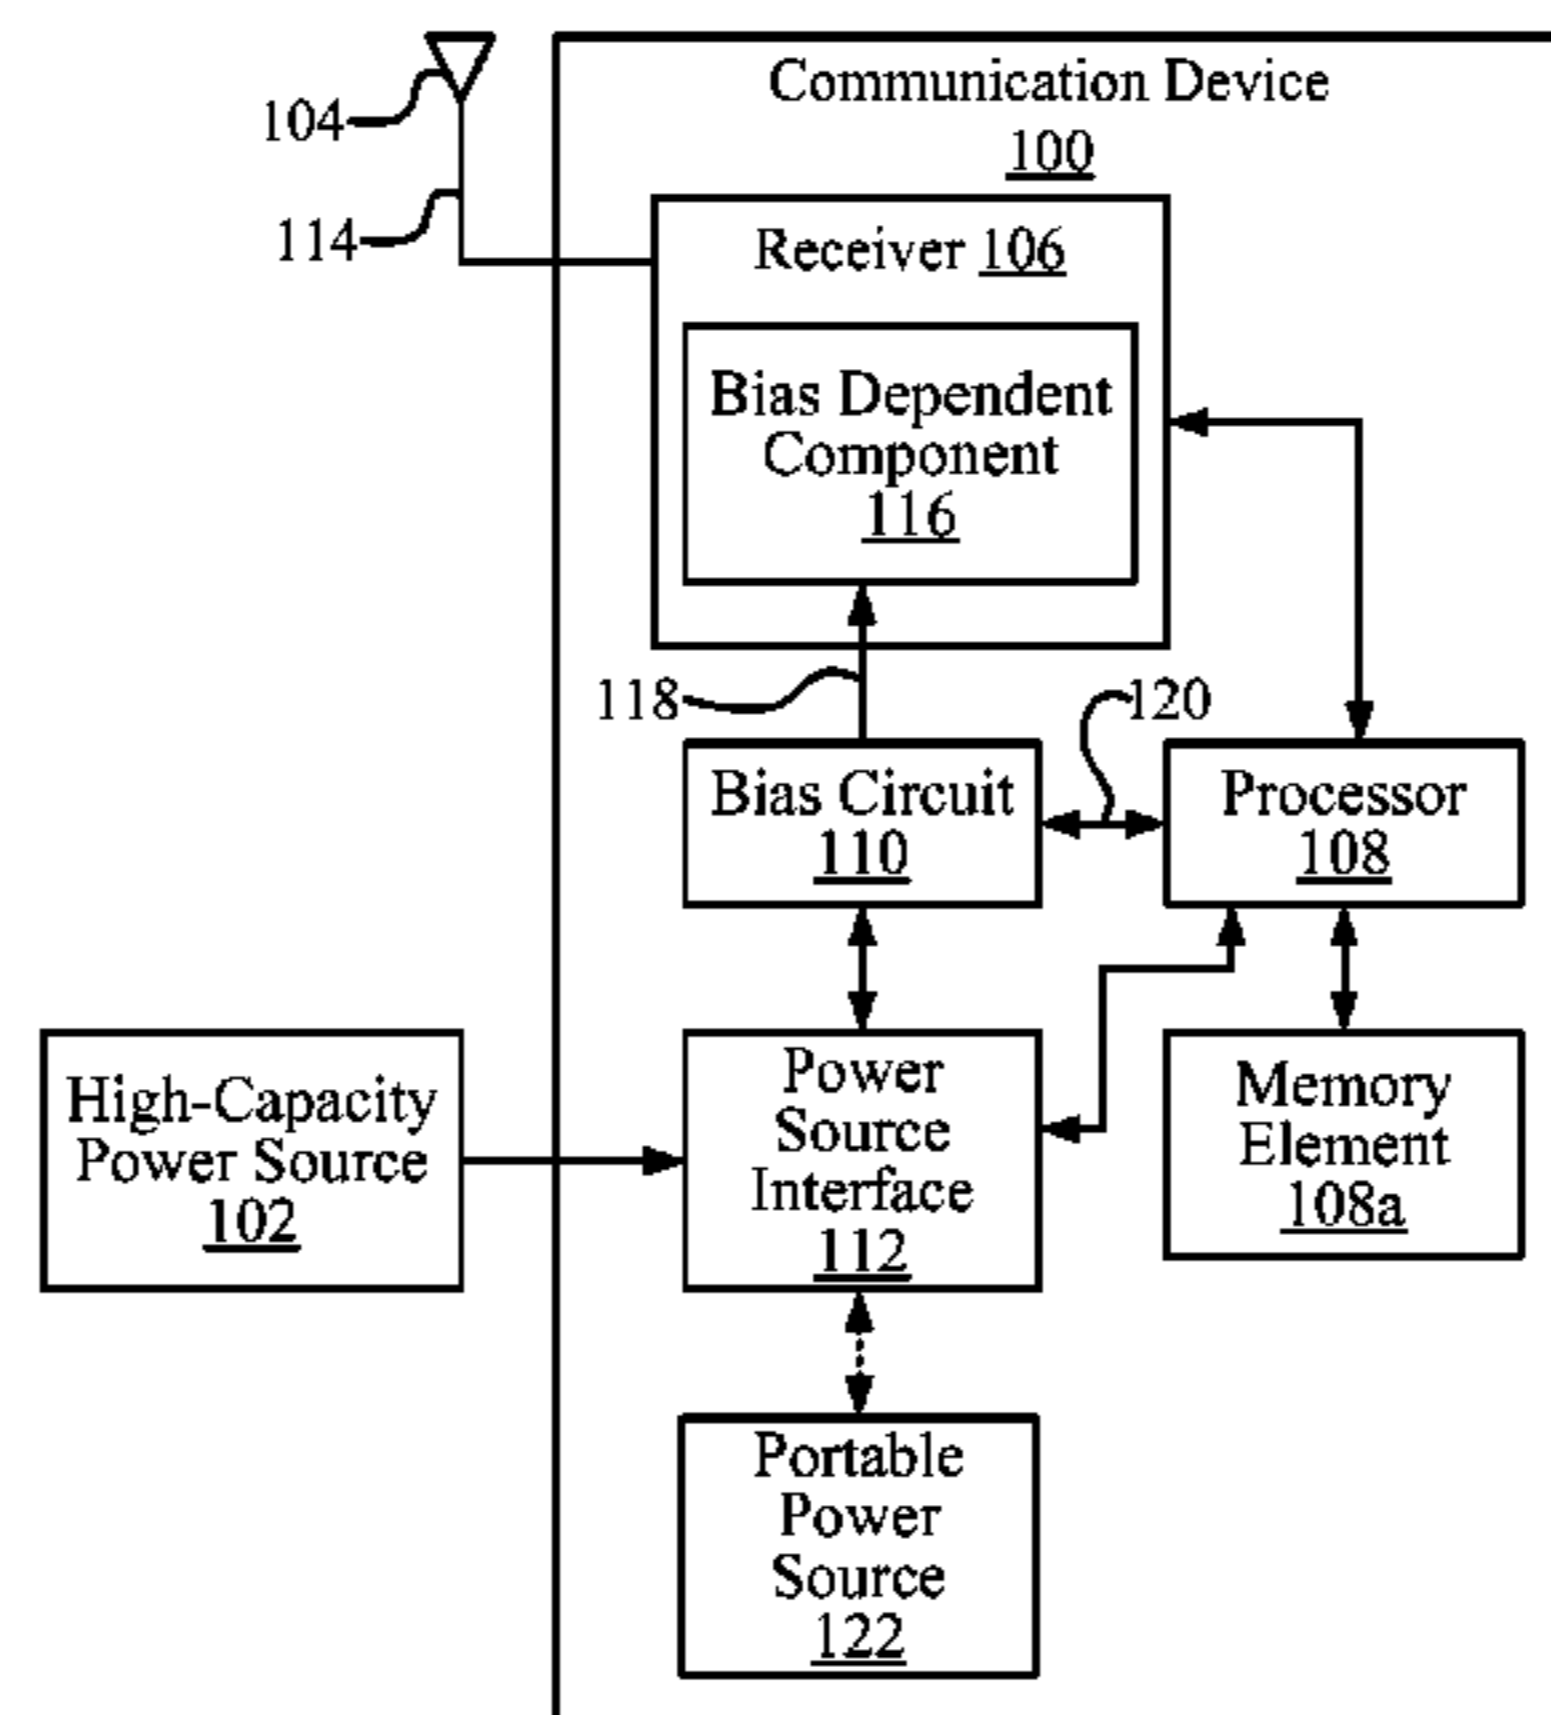 Communication Device
100
104
114
Receiver 106
Bias Dependent
Component
116
118
120
Bias Circuit
110
Processor
108
High-Capacity
Power Source
102
Power
Source
Interface
112
Memory
Element
108a
Portable
Power
Source
122